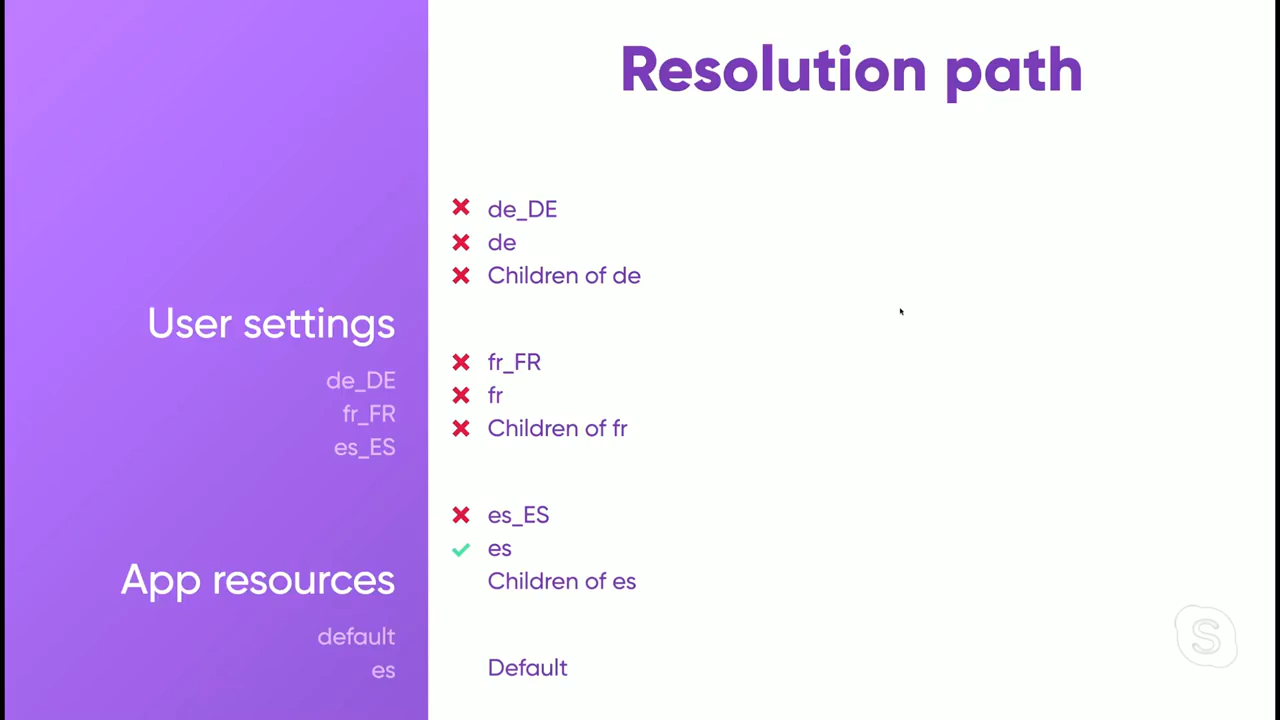 Resolution path
User settings
de_DE
fr_FR
es_ES
App resources
default
es
de_DE
de
Children of de
fr_FR
fr
Children of fr
es_ES
es
Children of es
Default
S